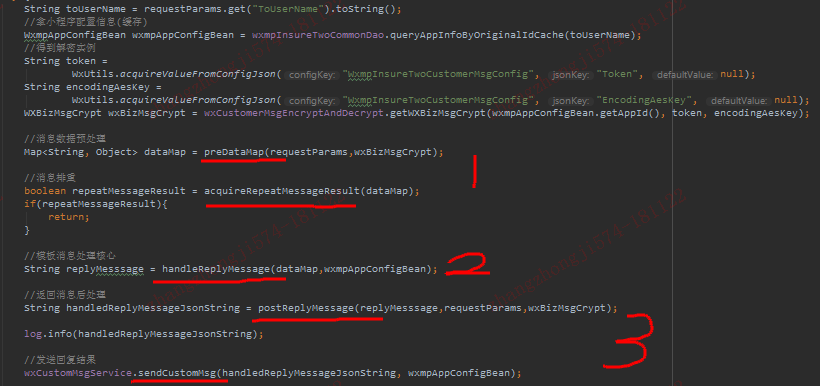 String toUserName = requestParams.get("ToUserName").toString();
//拿小程序配置信息(缓存)
WxmpAppConfigBean wxmpAppConfigBean = wxmpInsureTwoCommonDao.queryAppInfoByOriginalIdCache(toUserName);
//得到解密实例
String token =
WxUtils.acquireValueFromConfigJson( configKey: "WxmpInsureTwoCustomerMsgConfig", jsonKey: "Token", defaultValue: null);
String encodingAesKey =
WxUtils.acquireValueFromConfigJson( configKey: "WxmpInsureTwoCustomerMsgConfig", jsonKey: "EncodingAesKey", defaultValue: null);
WXBizMsgCrypt wxBizMsgCrypt = wxCustomerMsgEncryptAndDecrypt.getWXBizMsgCrypt(wxmpAppConfigBean.getAppId(), token, encodingAesKey);
//消息数据预处理
Map<String, Object> dataMap = preDataMap(requestParams,wxBizMsgCrypt);
1
//消息排重
boolean repeatMessageResult = acquireRepeatMessageResult(dataMap);
if(repeatMessageResult){
return;
}
//模板消息处理核心
String replyMesssage = handleReplyMessage(dataMap,wxmpAppConfigBean); 2
//返回消息后处理
String handledReplyMessageJsonString = postReplyMessage(replyMesssage,requestParams,wxBizMsgCrypt);
3
log.info(handledReplyMessageJsonString);
//发送回复结果
wxCustomMsgService.sendCustomMsg(handledReplyMessageJsonString, wxmpAppConfigBean);